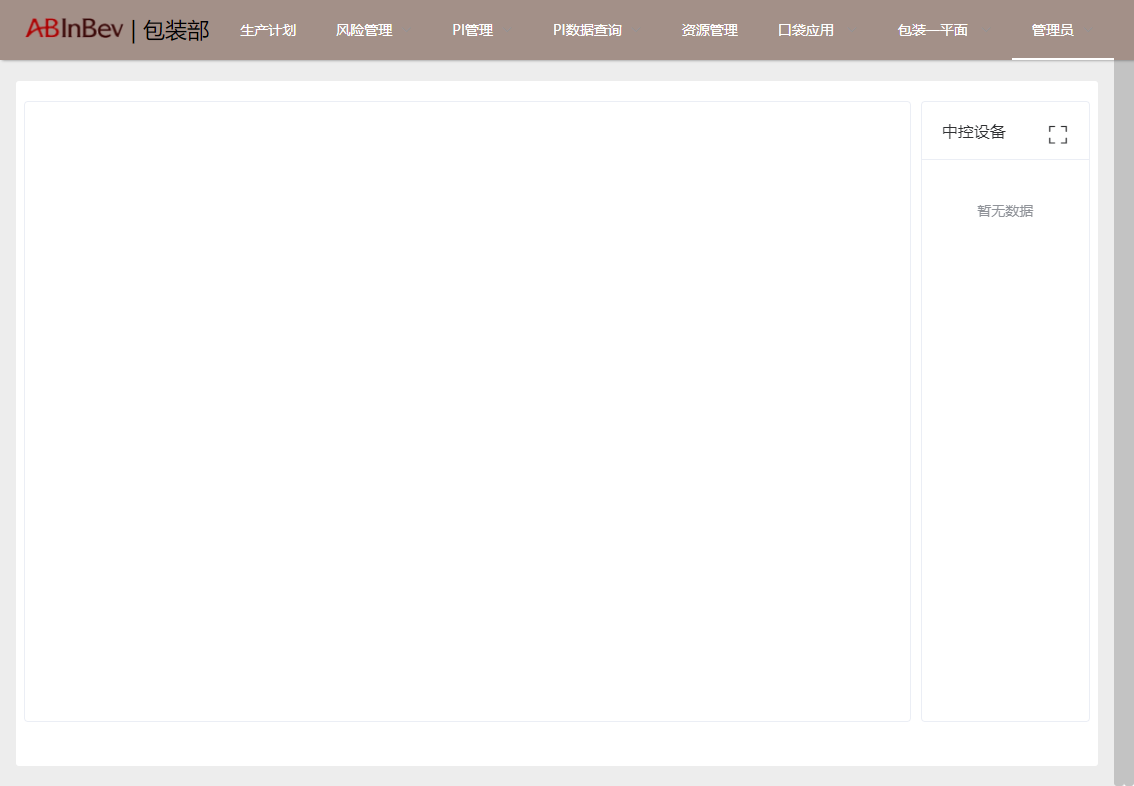 ABInBev | 包装部 生产计划 风险管理 PI管理 PI数据查询 资源管理 口袋应用 包装一平面 管理员
中控设备
暂无数据